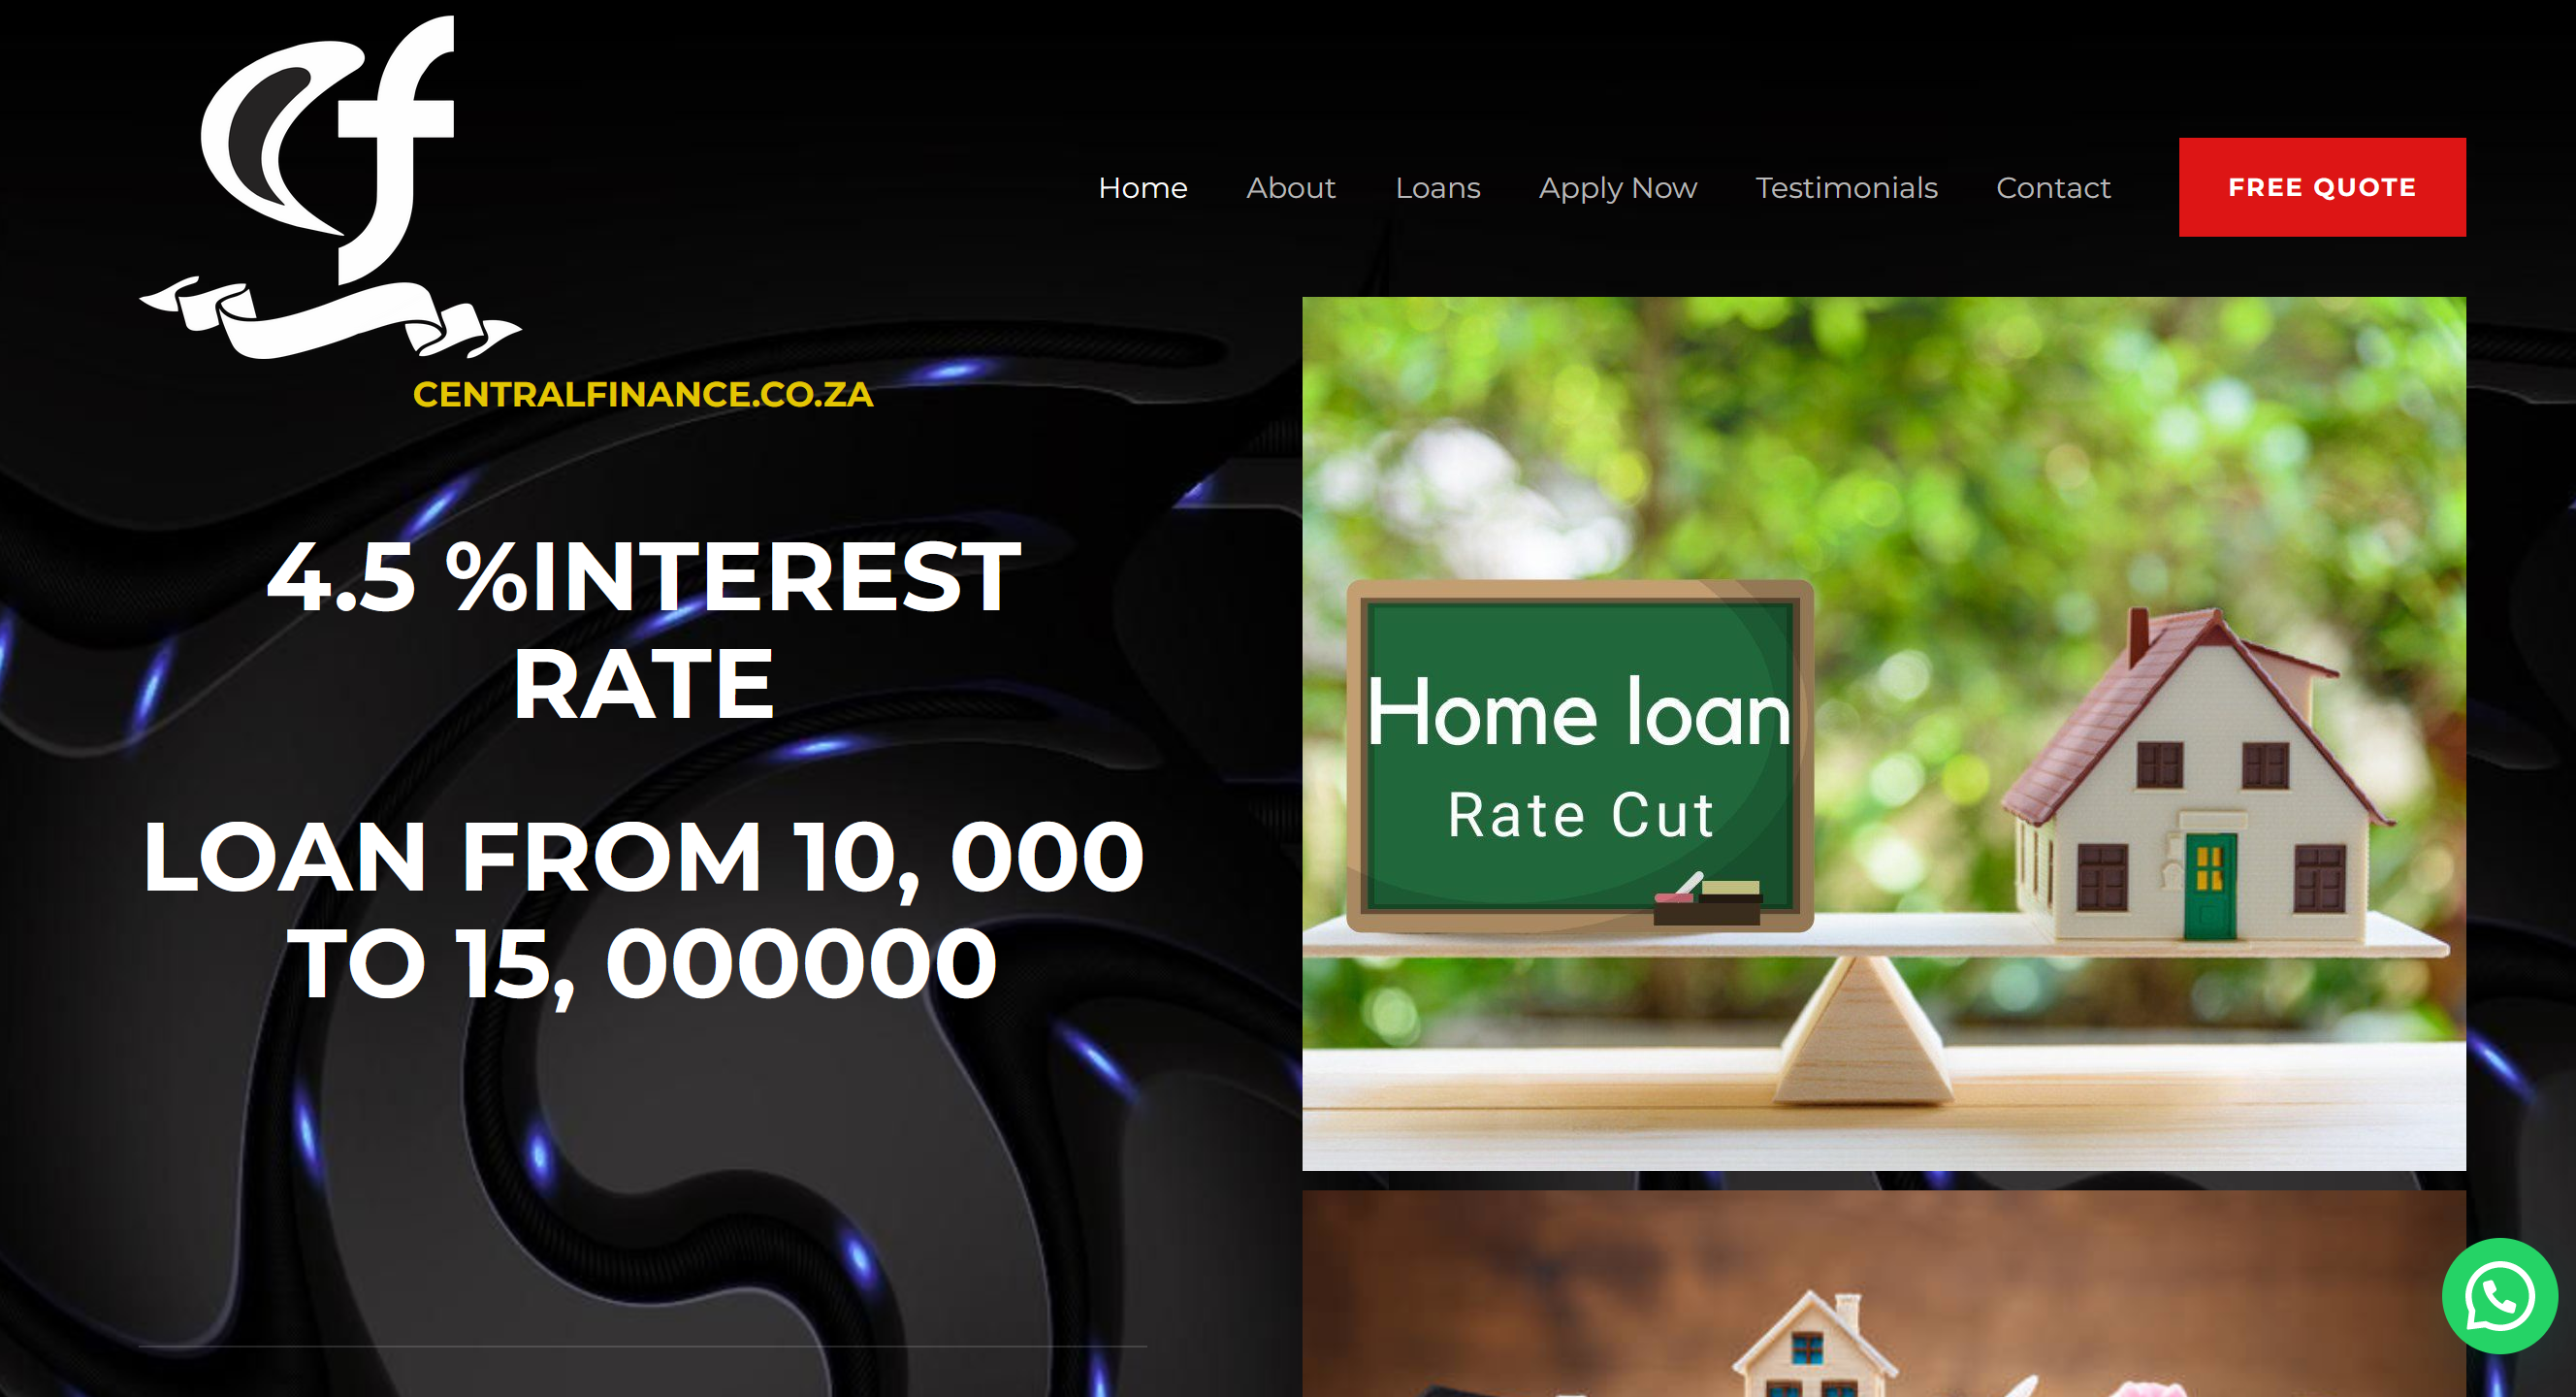 cf
Home About Loans Apply Now Testimonials Contact FREE QUOTE
CENTRALFINANCE.CO.ZA
4.5 %INTEREST
RATE
LOAN FROM 10, 000
TO 15, 000000
Home loan
Rate Cut